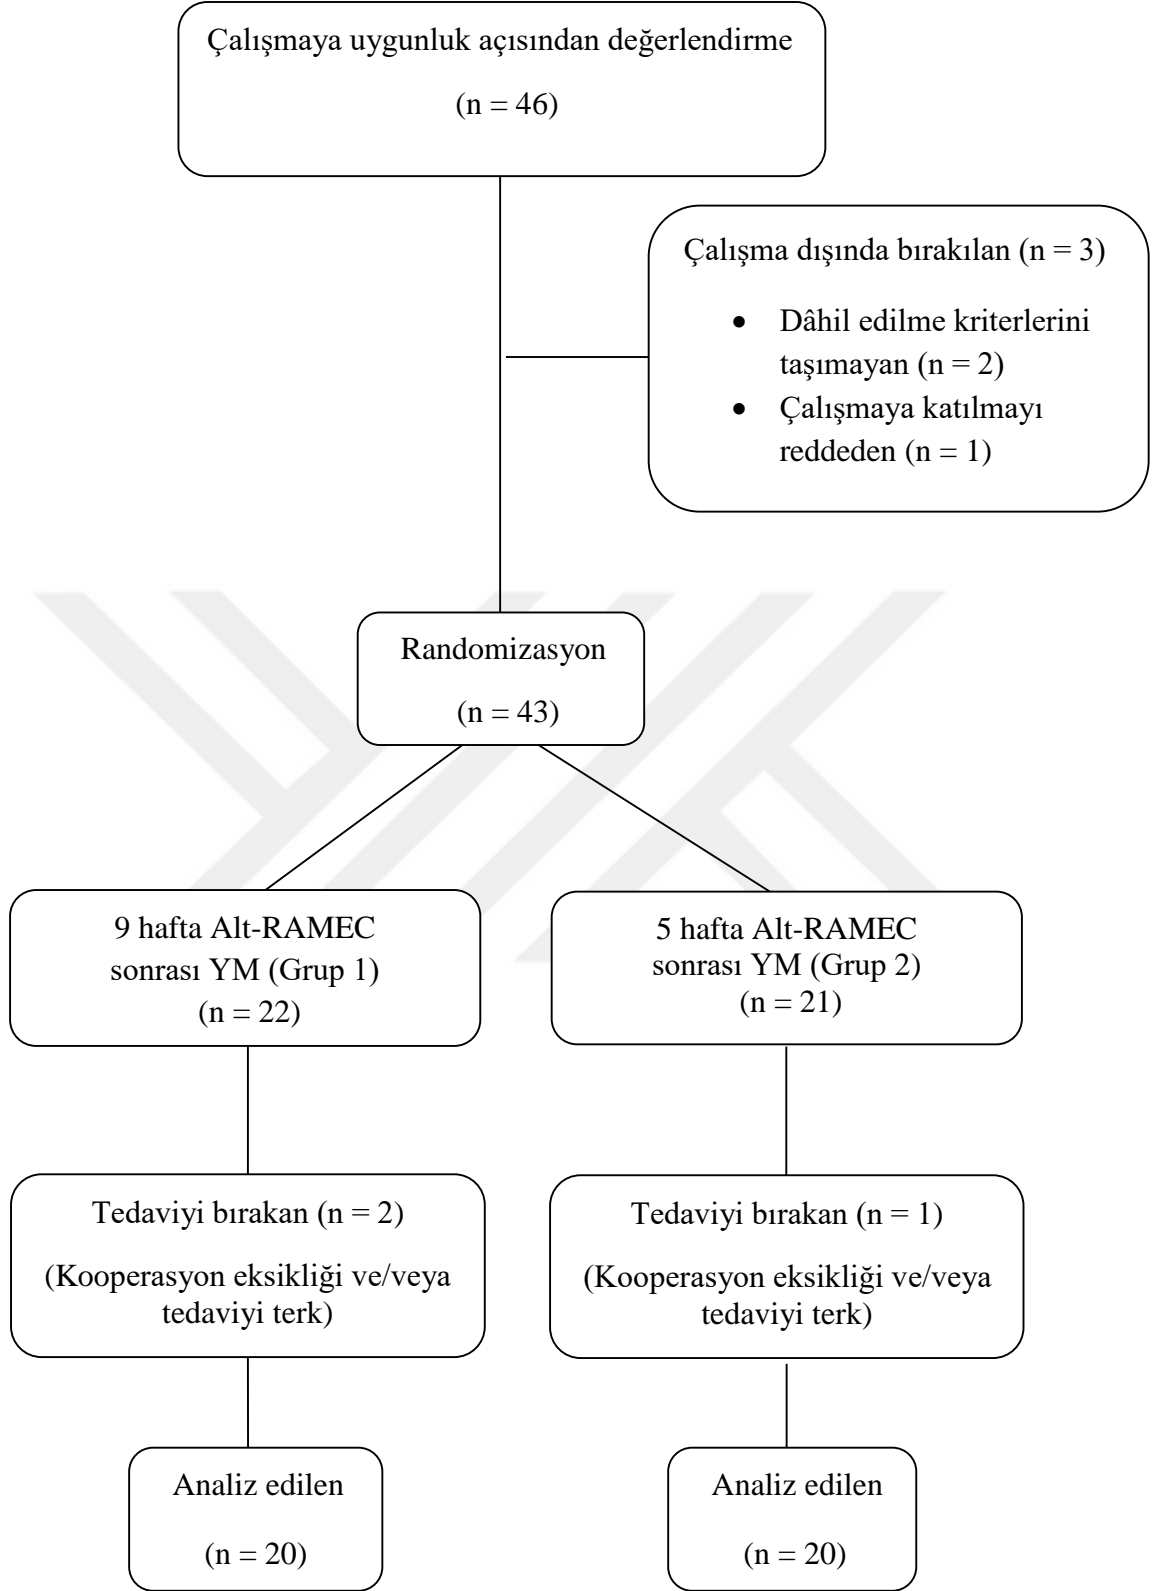 Çalışmaya uygunluk açısından değerlendirme
(n = 46)
Çalışma dışında bırakılan (n = 3)
• Dâhil edilme kriterlerini
taşımayan (n = 2)
• Çalışmaya katılmayı
reddeden (n = 1)
Randomizasyon
(n = 43)
9 hafta Alt-RAMEC
sonrası YM (Grup 1)
(n = 22)
5 hafta Alt-RAMEC
sonrası YM (Grup 2)
(n = 21)
Tedaviyi bırakan (n = 2)
(Kooperasyon eksikliği ve/veya
tedaviyi terk)
Tedaviyi bırakan (n = 1)
(Kooperasyon eksikliği ve/veya
tedaviyi terk)
Analiz edilen
(n = 20)
Analiz edilen
(n = 20)